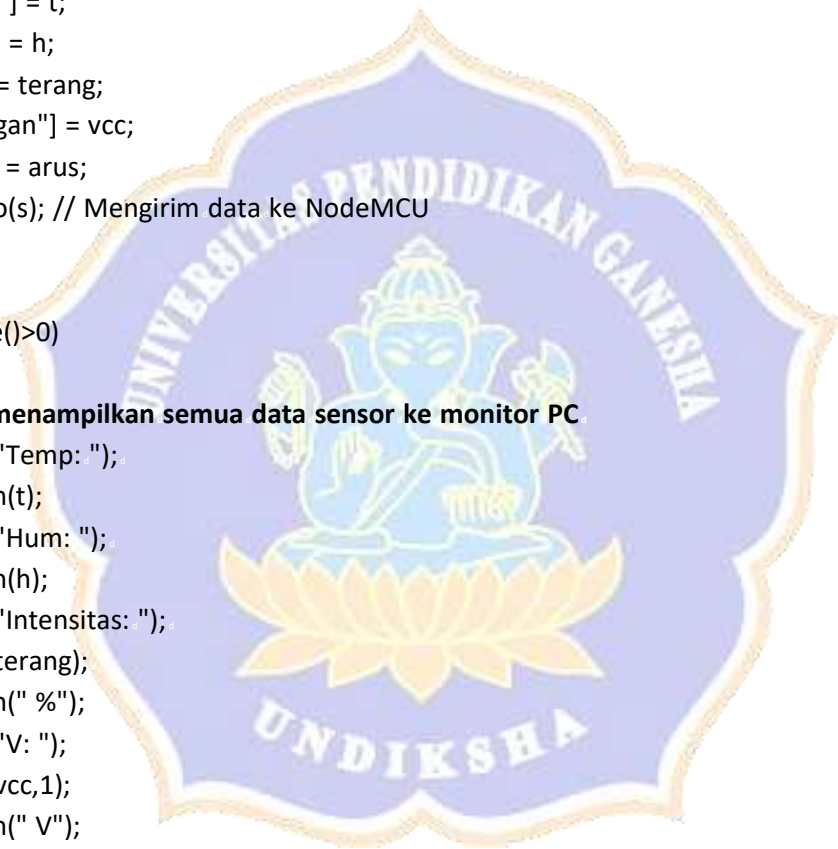 "] = t;
= h;
= terang;
gan"] = vcc;
= arus;
o(s); // Mengirim data ke NodeMCU
e()>0)
menampilkan semua data sensor ke monitor PC
"Temp: ");
n(t);
"Hum: ");
n(h);
"Intensitas: ");
terang);
n(" %");
"V: ");
vcc,1);
n(" V");
UNIVERSITAS PENDIDIKAN GANESHA
UNDIKSHA